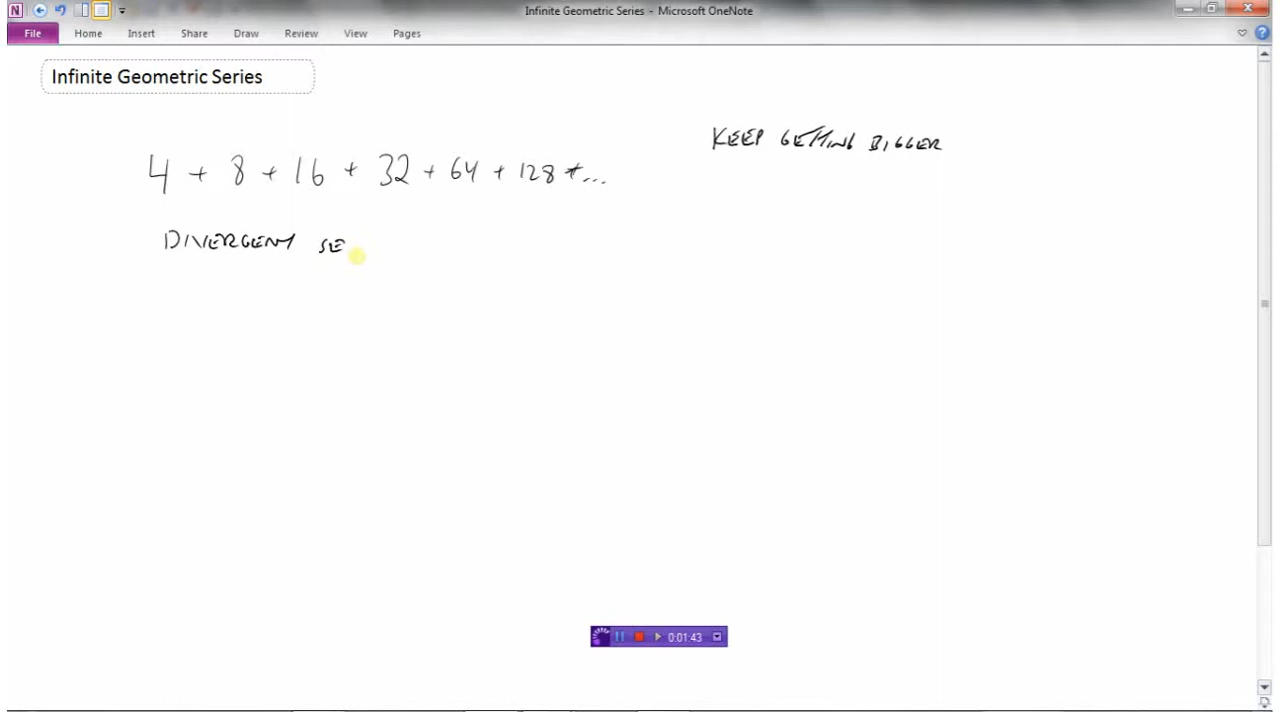 Infinite Geometric Series - Microsoft OneNote
File Home Insert Share Draw Review View Pages
Infinite Geometric Series
KEEP GETTING BIGGER
4 + 8 + 16 + 32 + 64 + 128 + ...
DIVERGENT SE
0:01:43